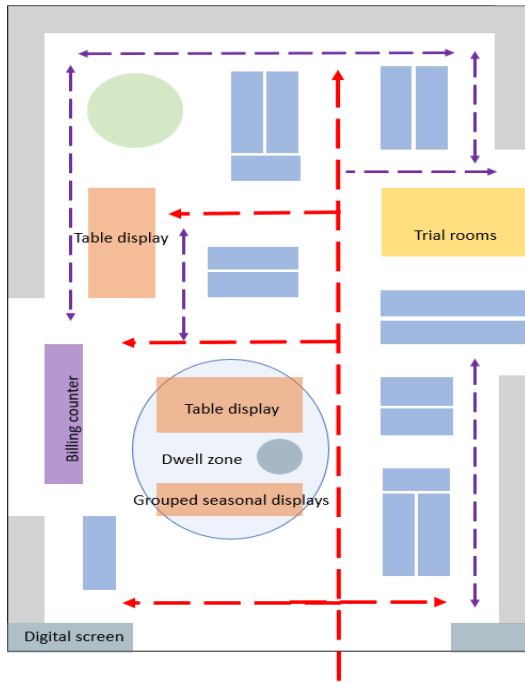 Table display
Trial rooms
Billing counter
Table display
Dwell zone
Grouped seasonal displays
Digital screen